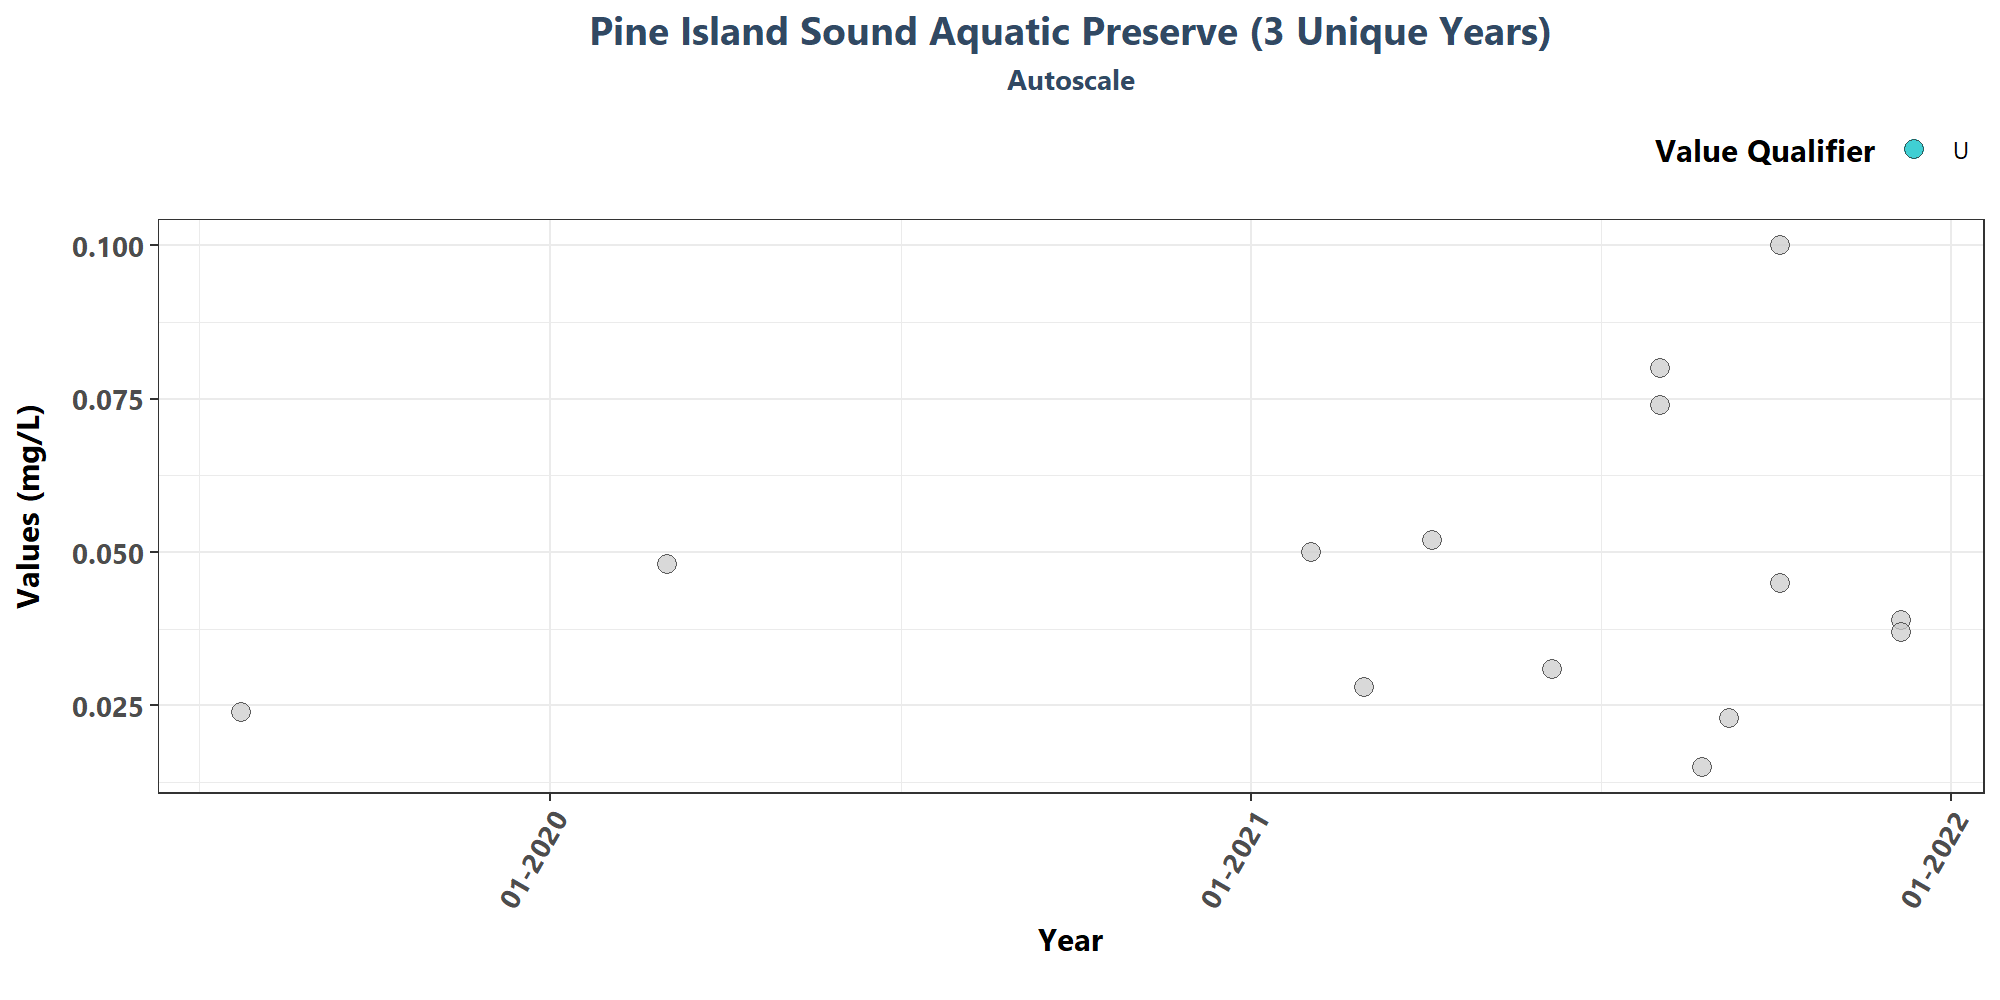 Pine Island Sound Aquatic Preserve (3 Unique Years)
Autoscale
Value Qualifier U
Values (mg/L)
0.100
0.075
0.050
0.025
01-2020
01-2021
01-2022
Year